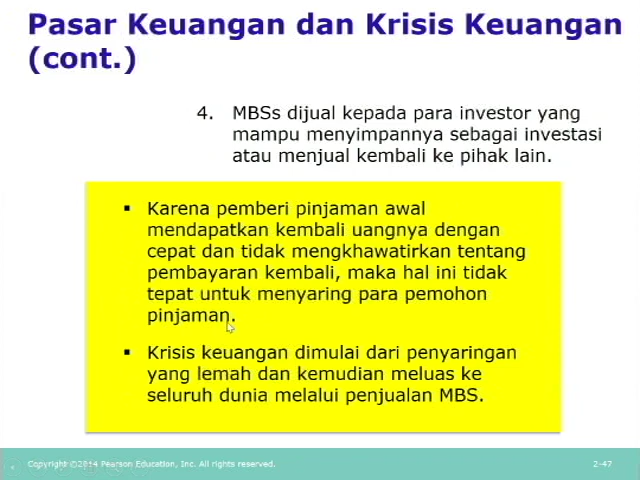 Pasar Keuangan dan Krisis Keuangan
(cont.)
4. MBSs dijual kepada para investor yang
mampu menyimpannya sebagai investasi
atau menjual kembali ke pihak lain.
▪ Karena pemberi pinjaman awal
mendapatkan kembali uangnya dengan
cepat dan tidak mengkhawatirkan tentang
pembayaran kembali, maka hal ini tidak
tepat untuk menyaring para pemohon
pinjaman.
▪ Krisis keuangan dimulai dari penyaringan
yang lemah dan kemudian meluas ke
seluruh dunia melalui penjualan MBS.
Copyright ©2014 Pearson Education, Inc. All rights reserved.
2-47